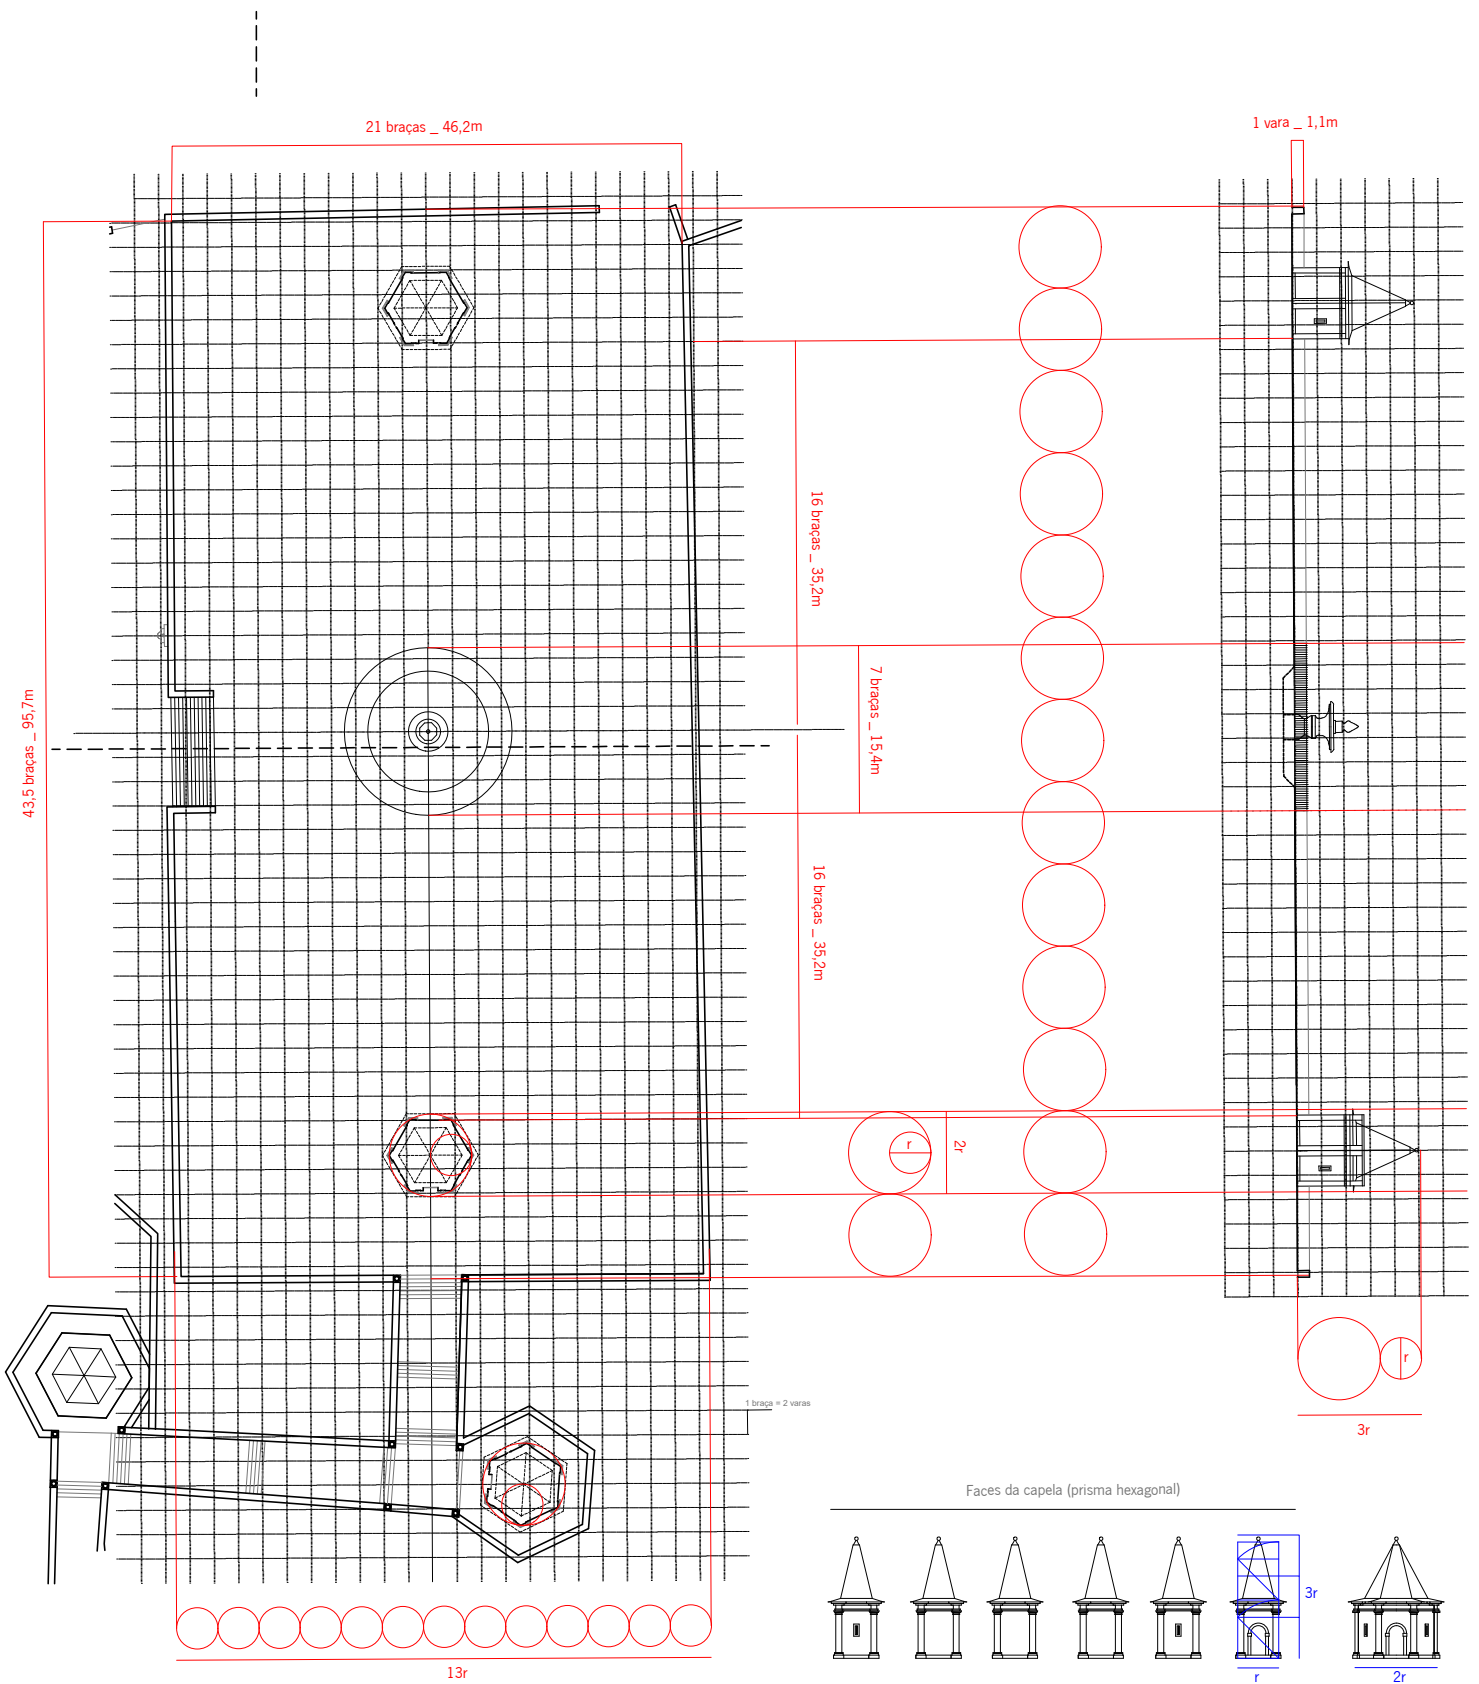 21 braças _ 46,2m
1 vara _ 1,1m
16 braças _ 35,2m
7 braças _ 15,4m
43,5 braças _ 95,7m
16 braças _ 35,2m
r
2r
r
3r
1 braça = 2 varas
Faces da capela (prisma hexagonal)
3r
13r
r
2r